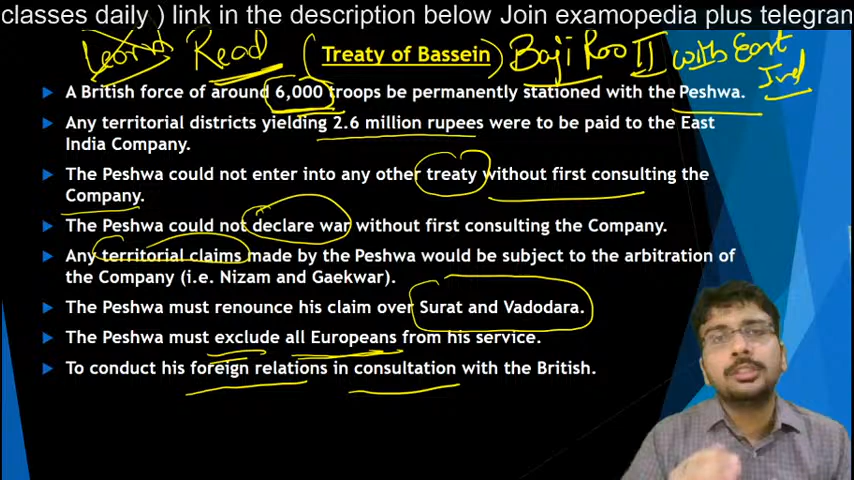 classes daily ) link in the description below Join examopedia plus telegran
Read (Treaty of Bassein) Baji Rao II with East Ind
A British force of around 6,000 troops be permanently stationed with the Peshwa.
Any territorial districts yielding 2.6 million rupees were to be paid to the East
India Company.
The Peshwa could not enter into any other treaty without first consulting the
Company.
The Peshwa could not declare war without first consulting the Company.
Any territorial claims made by the Peshwa would be subject to the arbitration of
the Company (i.e. Nizam and Gaekwar).
The Peshwa must renounce his claim over Surat and Vadodara.
The Peshwa must exclude all Europeans from his service.
To conduct his foreign relations in consultation with the British.